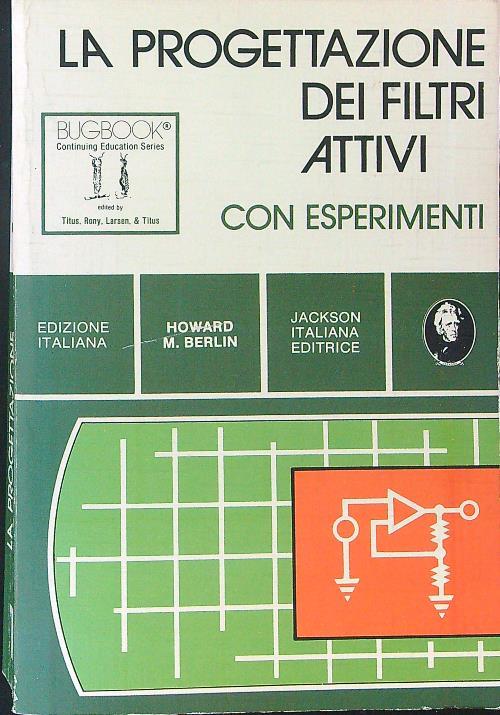 LA PROGETTAZIONE
DEI FILTRI
ATTIVI
CON ESPERIMENTI
BUGBOOK®
Continuing Education Series
edited by
Titus, Rony, Larsen, & Titus
EDIZIONE
ITALIANA
HOWARD
M. BERLIN
JACKSON
ITALIANA
EDITRICE
LA PROGETTAZIONE